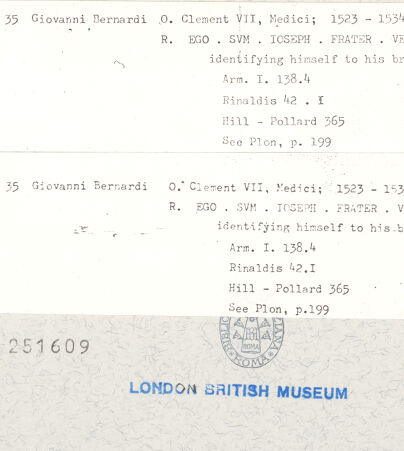 35 Giovanni Bernardi O. Clement VII, Medici; 1523 - 1534
R. EGO . SVM . IOSEPH . FRATER . VE
identifying himself to his br
Arm. I. 138.4
Rinaldis 42 . I
Hill - Pollard 365
See Plon, p. 199
35 Giovanni Bernardi O. Clement VII, Medici; 1523 - 153
R. EGO . SVM . IOSEPH . FRATER . V
identifying himself to his b
Arm. I. 138.4
Rinaldis 42.I
Hill - Pollard 365
See Plon, p.199
251609
ROMA
ROMA
LONDON BRITISH MUSEUM